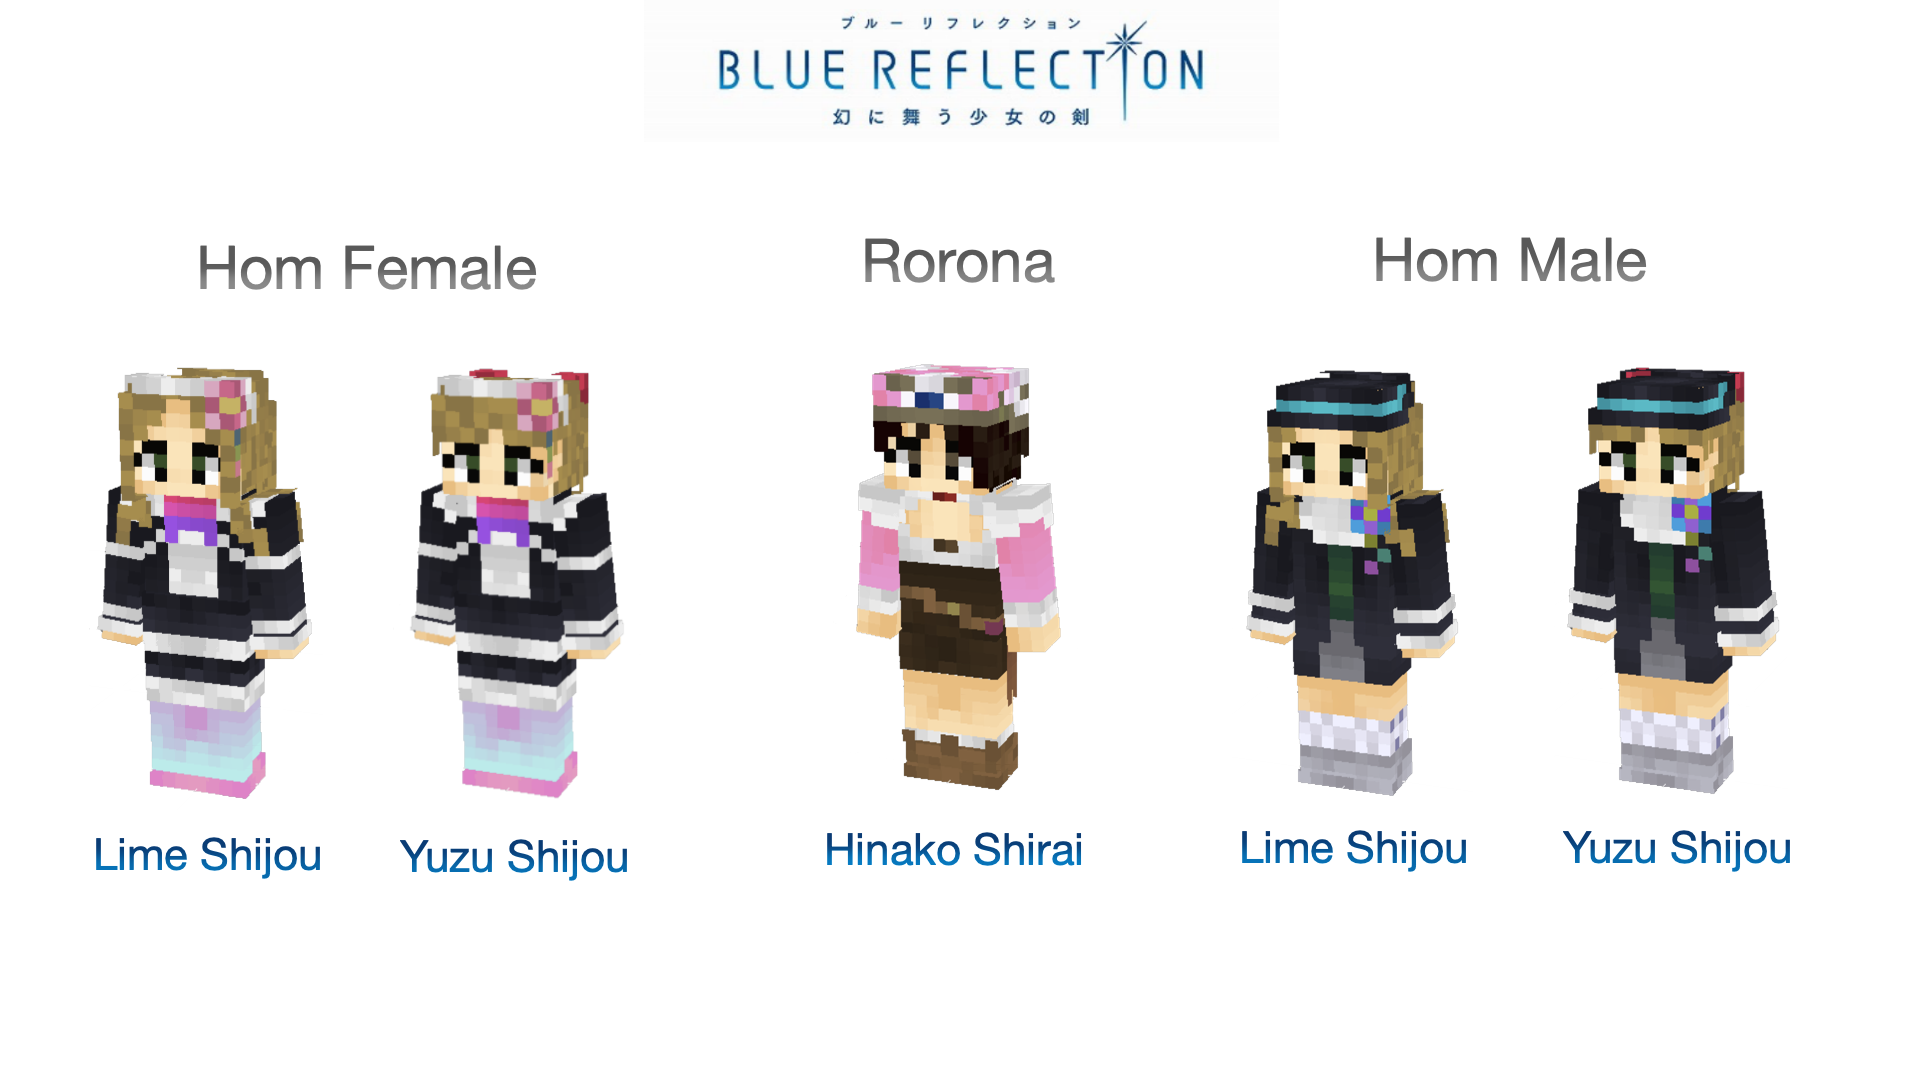 ブルーリフレクション
BLUE REFLECTION
幻に舞う少女の剣
Hom Female
Rorona
Hom Male
Lime Shijou
Yuzu Shijou
Hinako Shirai
Lime Shijou
Yuzu Shijou